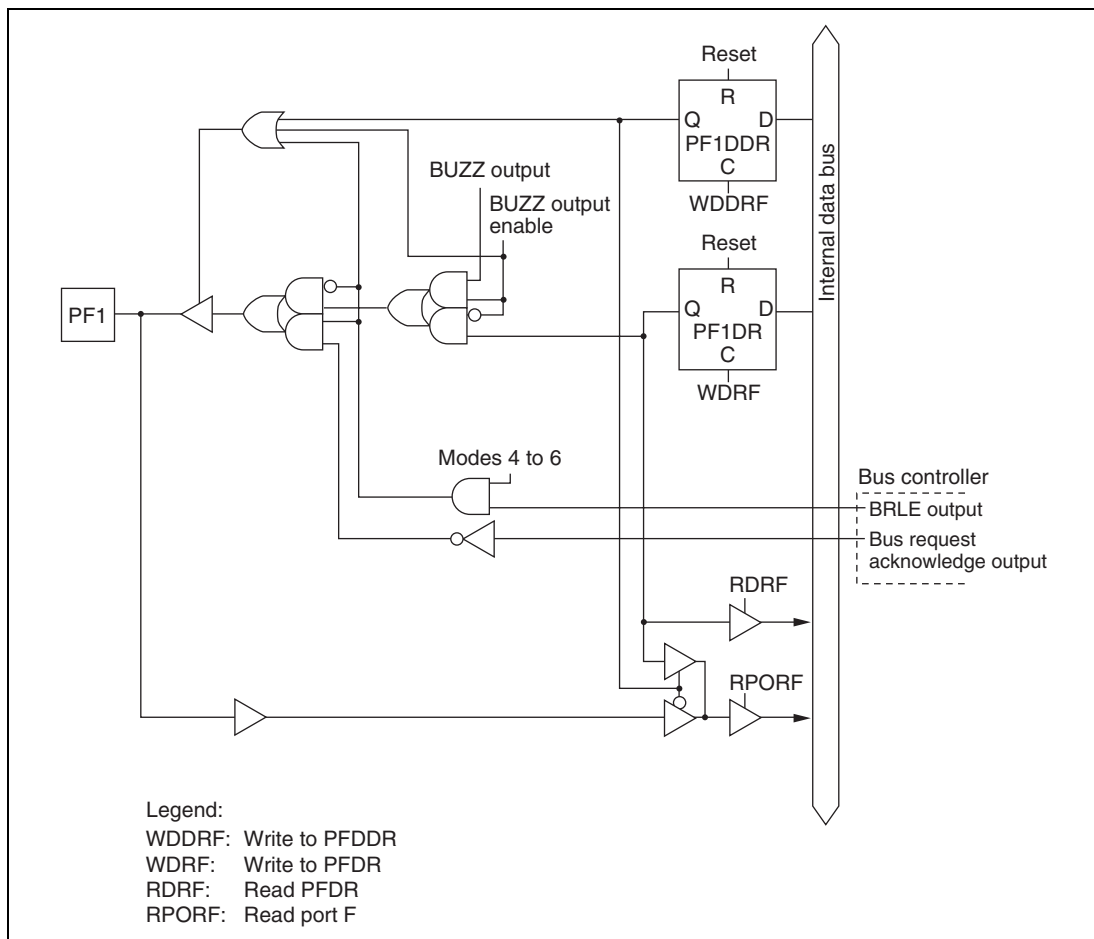 Reset
R
Q D
PF1DDR
C
WDDRF
BUZZ output
BUZZ output
enable
Reset
R
Q D
PF1DR
C
WDRF
Internal data bus
PF1
Modes 4 to 6
Bus controller
BRLE output
Bus request
acknowledge output
RDRF
RPORF
Legend:
WDDRF: Write to PFDDR
WDRF: Write to PFDR
RDRF: Read PFDR
RPORF: Read port F